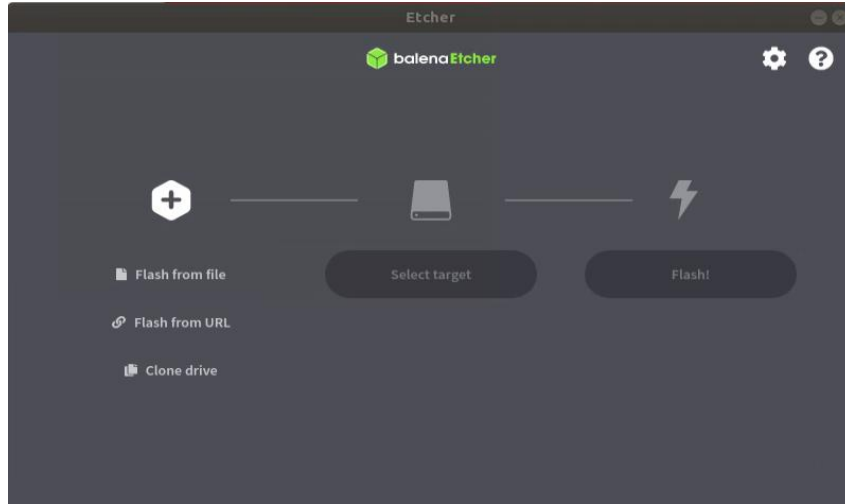 Etcher
balenaEtcher
Flash from file
Select target
Flash!
Flash from URL
Clone drive